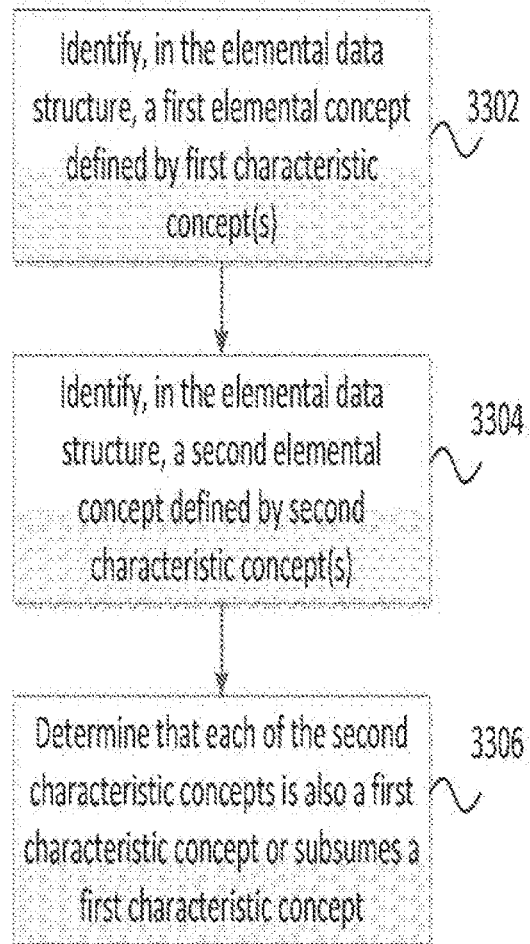 Identify, in the elemental data
structure, a first elemental concept
defined by first characteristic
concept(s)
3302
Identify, in the elemental data
structure, a second elemental
concept defined by second
characteristic concept(s)
3304
Determine that each of the second
characteristic concepts is also a first
characteristic concept or subsumes a
first characteristic concept
3306